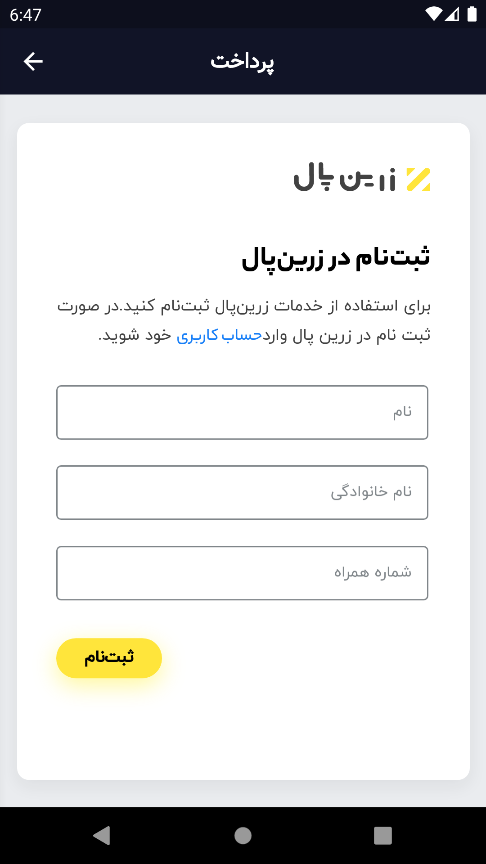 6:47
پرداخت
زرین پال
ثبت‌نام در زرین‌پال
برای استفاده از خدمات زرین‌پال ثبت‌نام کنید.در صورت
ثبت نام در زرین پال واردحساب کاربری خود شوید.
نام
نام خانوادگی
شماره همراه
ثبت‌نام